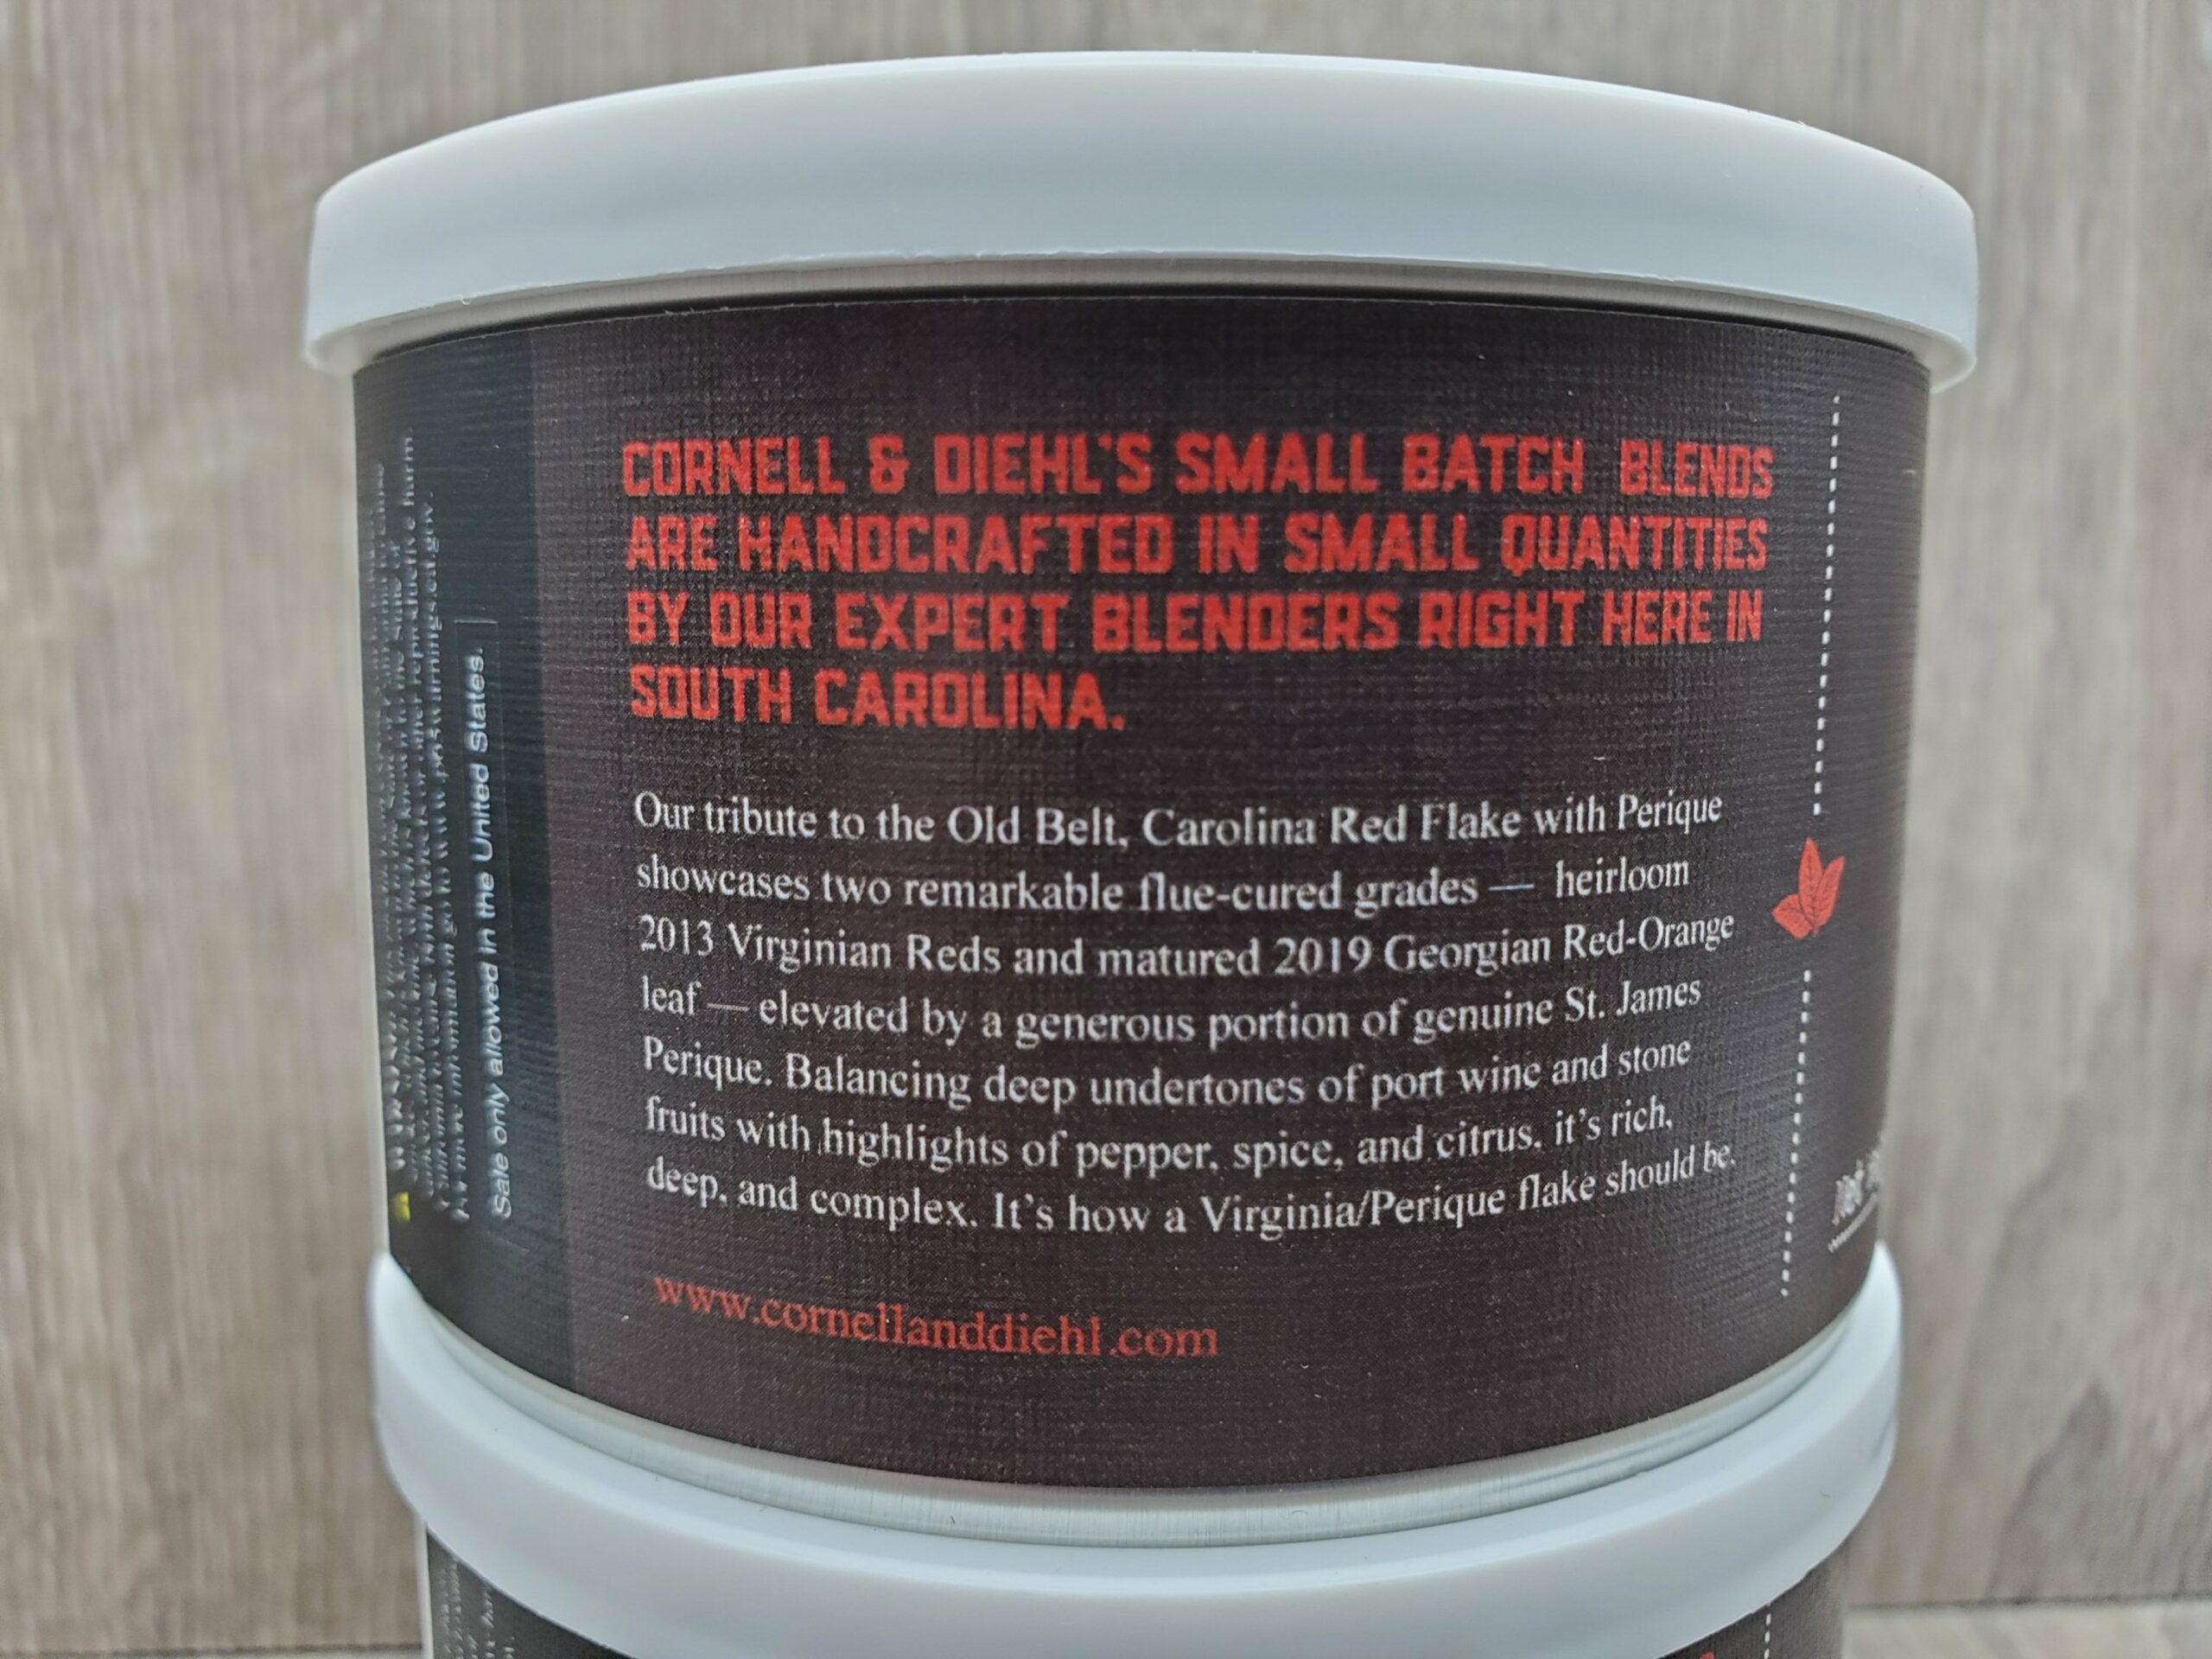 CORNELL & DIEHL'S SMALL BATCH BLENDS
ARE HANDCRAFTED IN SMALL QUANTITIES
BY OUR EXPERT BLENDERS RIGHT HERE IN
SOUTH CAROLINA.
Our tribute to the Old Belt, Carolina Red Flake with Perique
showcases two remarkable flue-cured grades — heirloom
2013 Virginian Reds and matured 2019 Georgian Red-Orange
leaf — elevated by a generous portion of genuine St. James
Perique. Balancing deep undertones of port wine and stone
fruits with highlights of pepper, spice, and citrus, it's rich,
deep, and complex. It's how a Virginia/Perique flake should be.
www.cornellanddiehl.com
Sale only allowed in the United States.